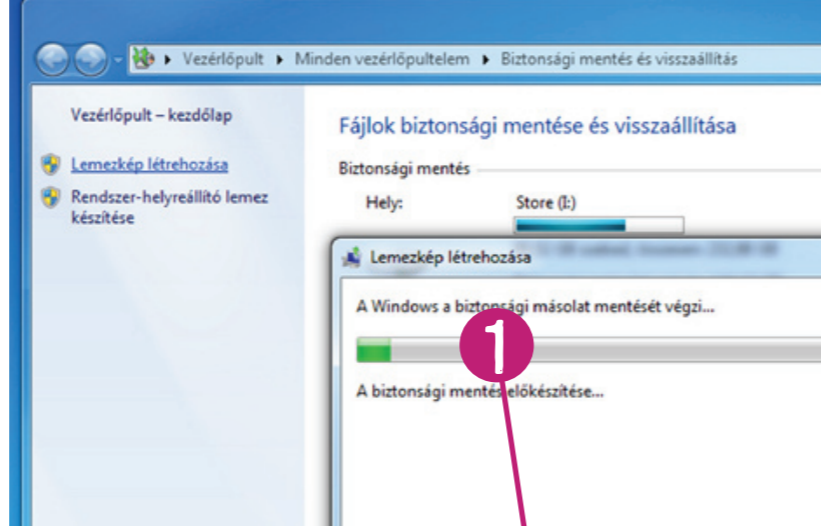 Vezérlőpult
Minden vezérlőpultelem
Biztonsági mentés és visszaállítás
Vezérlőpult – kezdőlap
Lemezkép létrehozása
Rendszer-helyreállító lemez
készítése
Fájlok biztonsági mentése és visszaállítása
Biztonsági mentés
Hely:
Store (I:)
Lemezkép létrehozása
A Windows a biztonsági másolat mentését végzi...
1
A biztonsági mentés előkészítése...